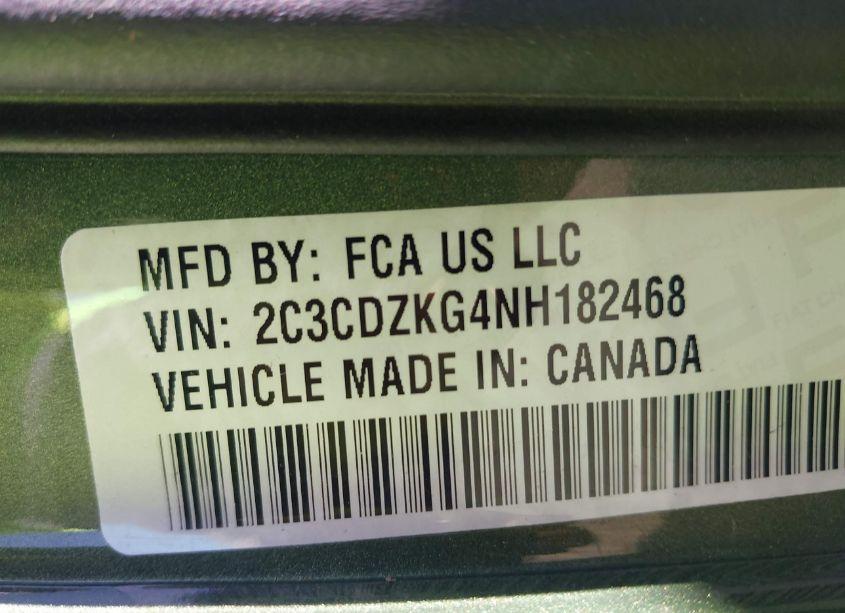 MFD BY: FCA US LLC
VIN: 2C3CDZKG4NH182468
VEHICLE MADE IN: CANADA